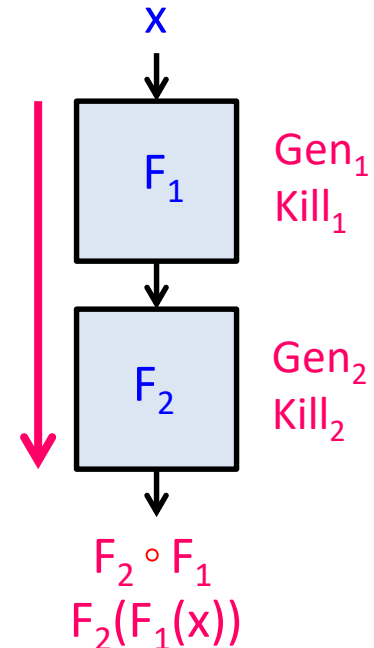 x
F₁
Gen₁
Kill₁
F₂
Gen₂
Kill₂
F₂ ∘ F₁
F₂(F₁(x))